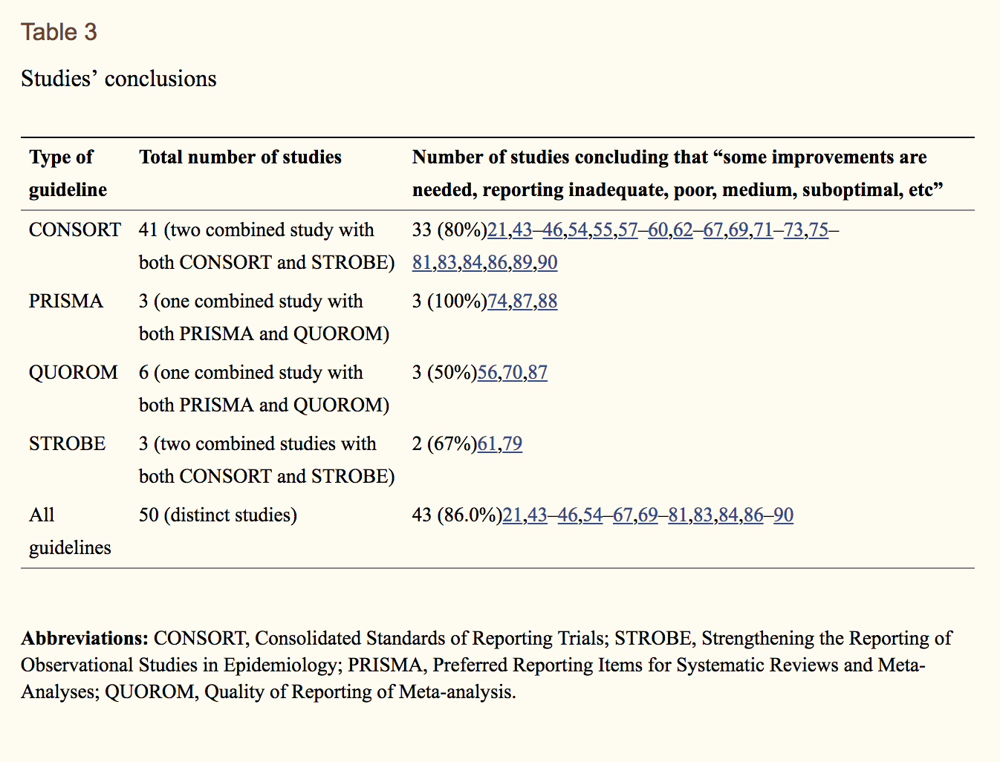 Table 3
Studies’ conclusions
Type of guideline Total number of studies Number of studies concluding that “some improvements are needed, reporting inadequate, poor, medium, suboptimal, etc”
CONSORT 41 (two combined study with both CONSORT and STROBE) 33 (80%)21,43–46,54,55,57–60,62–67,69,71–73,75–81,83,84,86,89,90
PRISMA 3 (one combined study with both PRISMA and QUOROM) 3 (100%)74,87,88
QUOROM 6 (one combined study with both PRISMA and QUOROM) 3 (50%)56,70,87
STROBE 3 (two combined studies with both CONSORT and STROBE) 2 (67%)61,79
All guidelines 50 (distinct studies) 43 (86.0%)21,43–46,54–67,69–81,83,84,86–90
Abbreviations: CONSORT, Consolidated Standards of Reporting Trials; STROBE, Strengthening the Reporting of
Observational Studies in Epidemiology; PRISMA, Preferred Reporting Items for Systematic Reviews and Meta-
Analyses; QUOROM, Quality of Reporting of Meta-analysis.